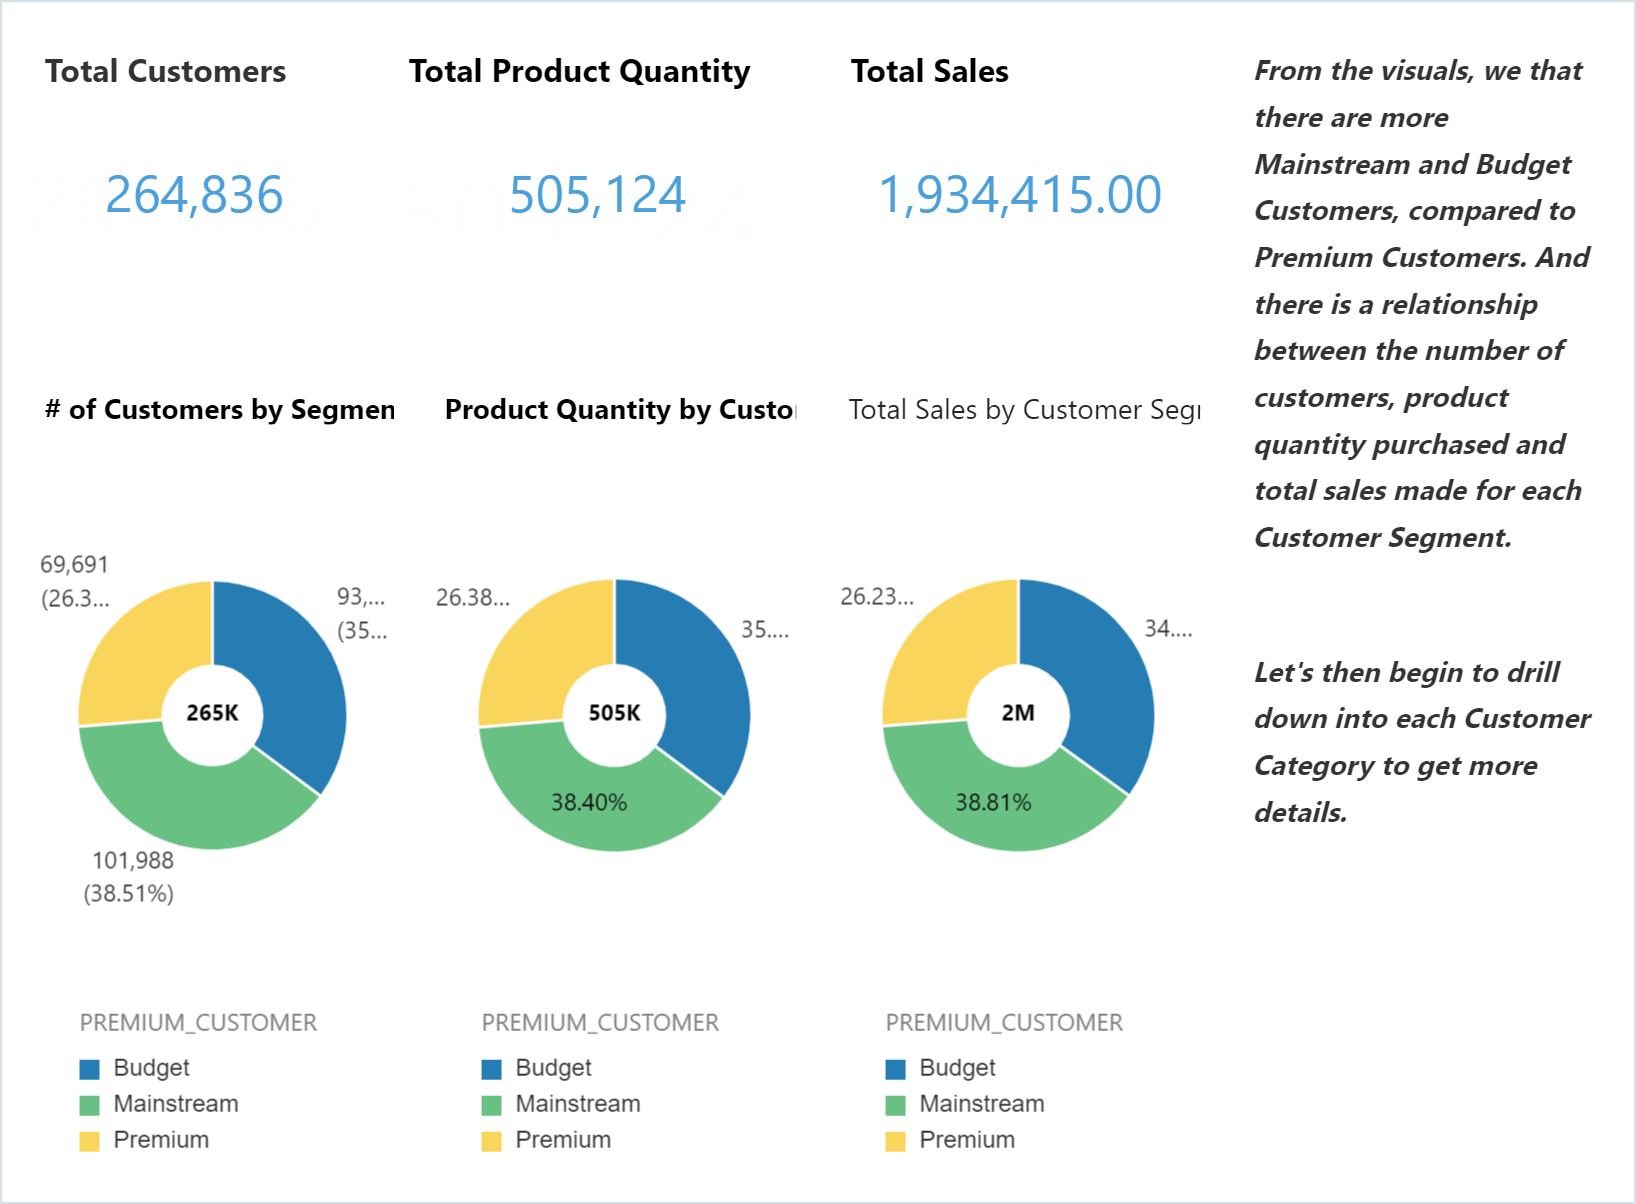 Total Customers
264,836
Total Product Quantity
505,124
Total Sales
1,934,415.00
From the visuals, we that
there are more
Mainstream and Budget
Customers, compared to
Premium Customers. And
there is a relationship
between the number of
customers, product
quantity purchased and
total sales made for each
Customer Segment.
Let's then begin to drill
down into each Customer
Category to get more
details.
# of Customers by Segmen
69,691
(26.3...
93,...
(35...
265K
101,988
(38.51%)
PREMIUM_CUSTOMER
Budget
Mainstream
Premium
Product Quantity by Custo
26.38...
35....
505K
38.40%
PREMIUM_CUSTOMER
Budget
Mainstream
Premium
Total Sales by Customer Seg
26.23...
34....
2M
38.81%
PREMIUM_CUSTOMER
Budget
Mainstream
Premium